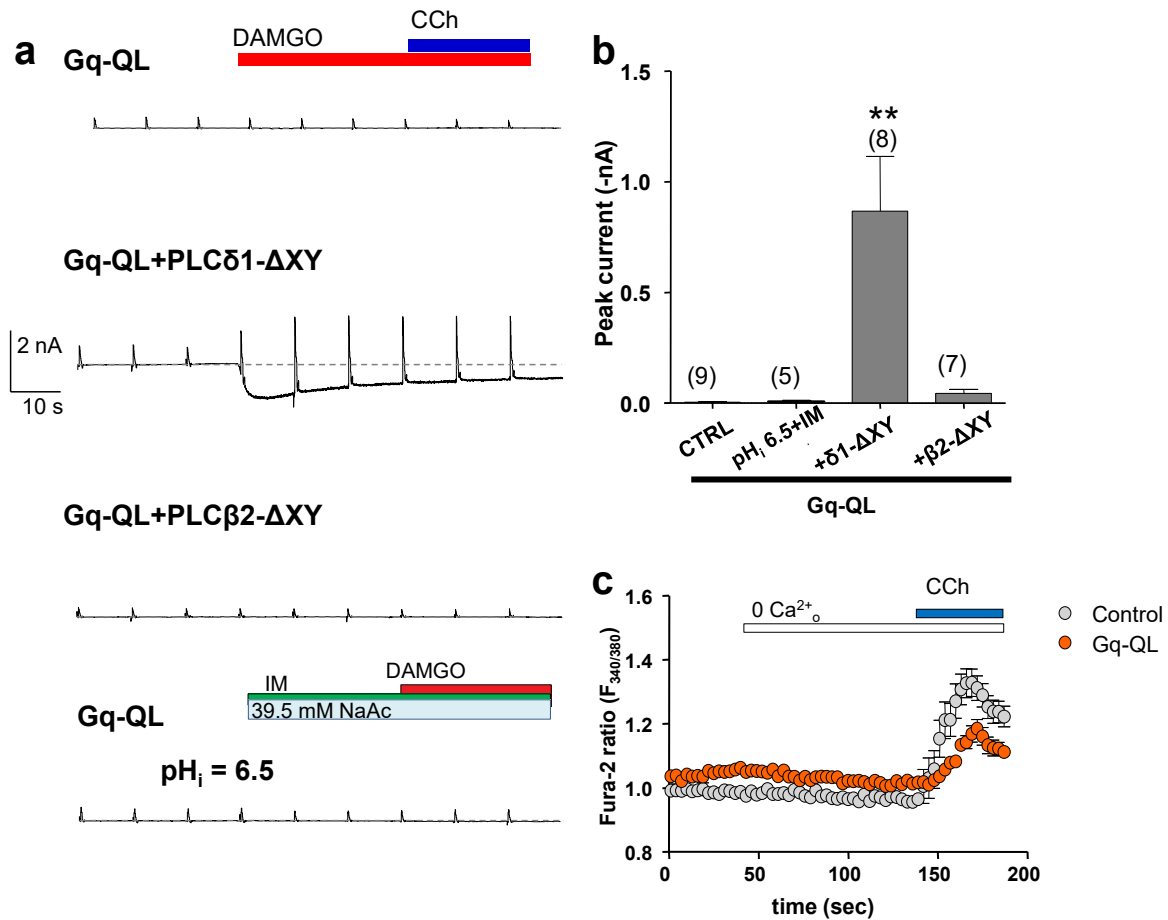 a
CCh
DAMGO
Gq-QL
Gq-QL+PLCδ1-ΔXY
2 nA
10 s
Gq-QL+PLCβ2-ΔXY
DAMGO
IM
39.5 mM NaAc
Gq-QL
pHi = 6.5
b
1.5
1.0
0.5
0.0
Peak current (-nA)
**
(8)
(9)
(5)
(7)
CTRL
pHi 6.5+IM
+δ1-ΔXY
+β2-ΔXY
Gq-QL
c
CCh
0 Ca2+o
Control
Gq-QL
1.6
1.4
1.2
1.0
0.8
Fura-2 ratio (F340/380)
0
50
100
150
200
time (sec)